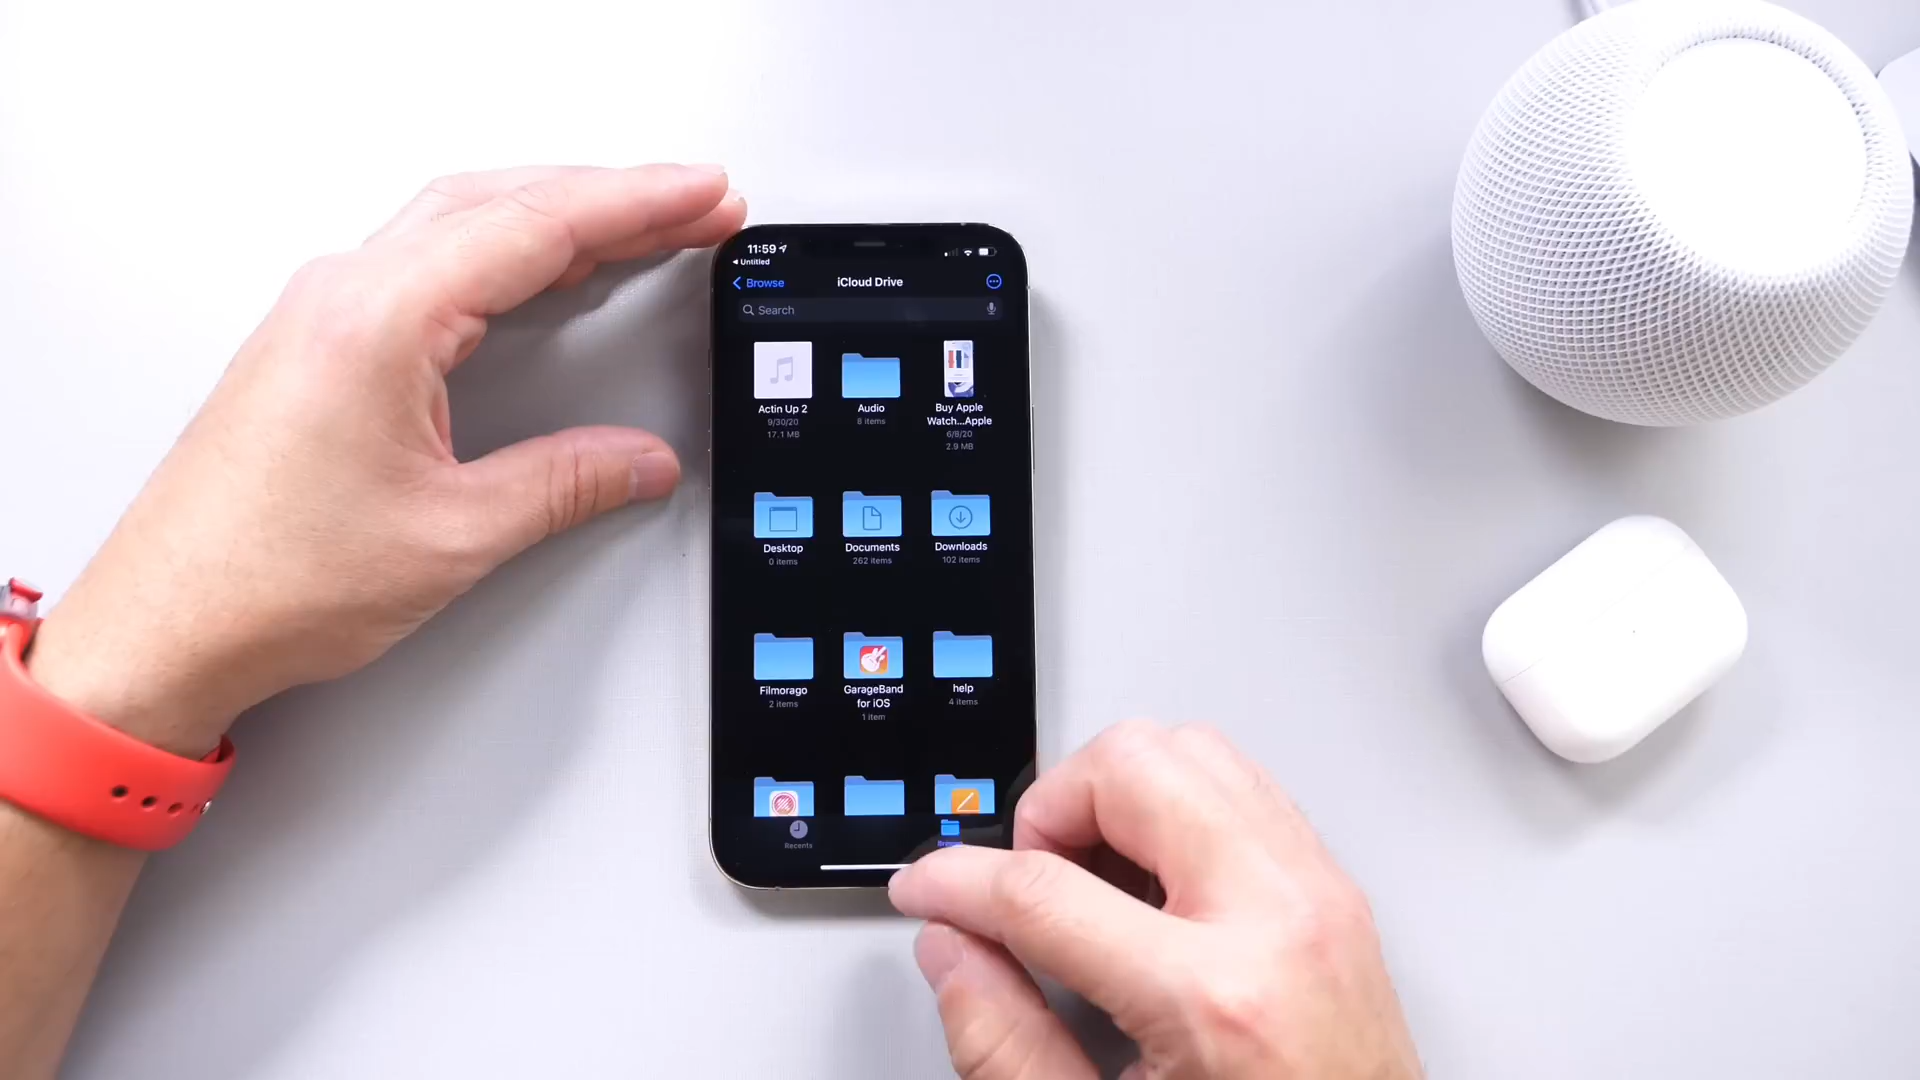 11:59
Untitled
Browse
iCloud Drive
Search
Actin Up 2
9/30/20
17.1 MB
Audio
8 items
Buy Apple
Watch...Apple
6/8/20
2.9 MB
Desktop
0 items
Documents
262 items
Downloads
102 items
Filmorago
2 items
GarageBand
for iOS
1 item
help
4 items
Recents